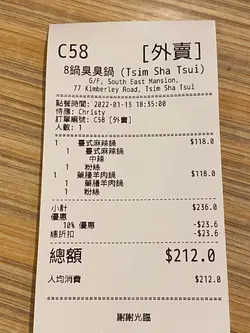 C58 [外賣]
8鍋臭臭鍋 (Tsim Sha Tsui)
G/F, South East Mansion,
77 Kimberley Road, Tsim Sha Tsui
點餐時間: 2022-01-13 18:35:00
侍應: Christy
訂單編號: C58 [外賣]
人數: 1
1 臺式麻辣鍋 $118.0
1 臺式麻辣鍋
中辣
1 粉絲
1 藥膳羊肉鍋 $118.0
1 藥膳羊肉鍋
1 粉絲
小計 $236.0
優惠
10% 優惠 -$23.6
總折扣 -$23.6
總額 $212.0
人均消費 $212.0
謝謝光臨